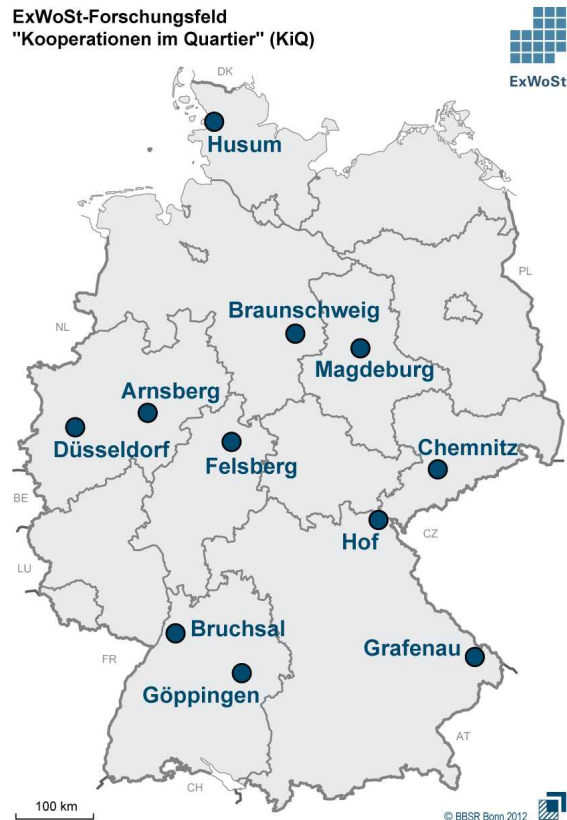 ExWoSt-Forschungsfeld
"Kooperationen im Quartier" (KiQ)
ExWoSt
DK
Husum
PL
Braunschweig
NL
Magdeburg
Arnsberg
Düsseldorf
Felsberg
Chemnitz
BE
Hof
CZ
LU
Bruchsal
Grafenau
FR
Göppingen
AT
CH
100 km
© BBSR Bonn 2012